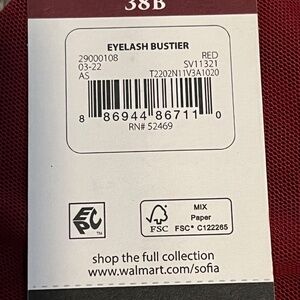 38B
EYELASH BUSTIER
29000108 RED
03-22 SV11321
AS T2202N11V3A1020
8 86944 86711 0
RN# 52469
EPC™
FSC
MIX
Paper
FSC® C122265
shop the full collection
www.walmart.com/sofia